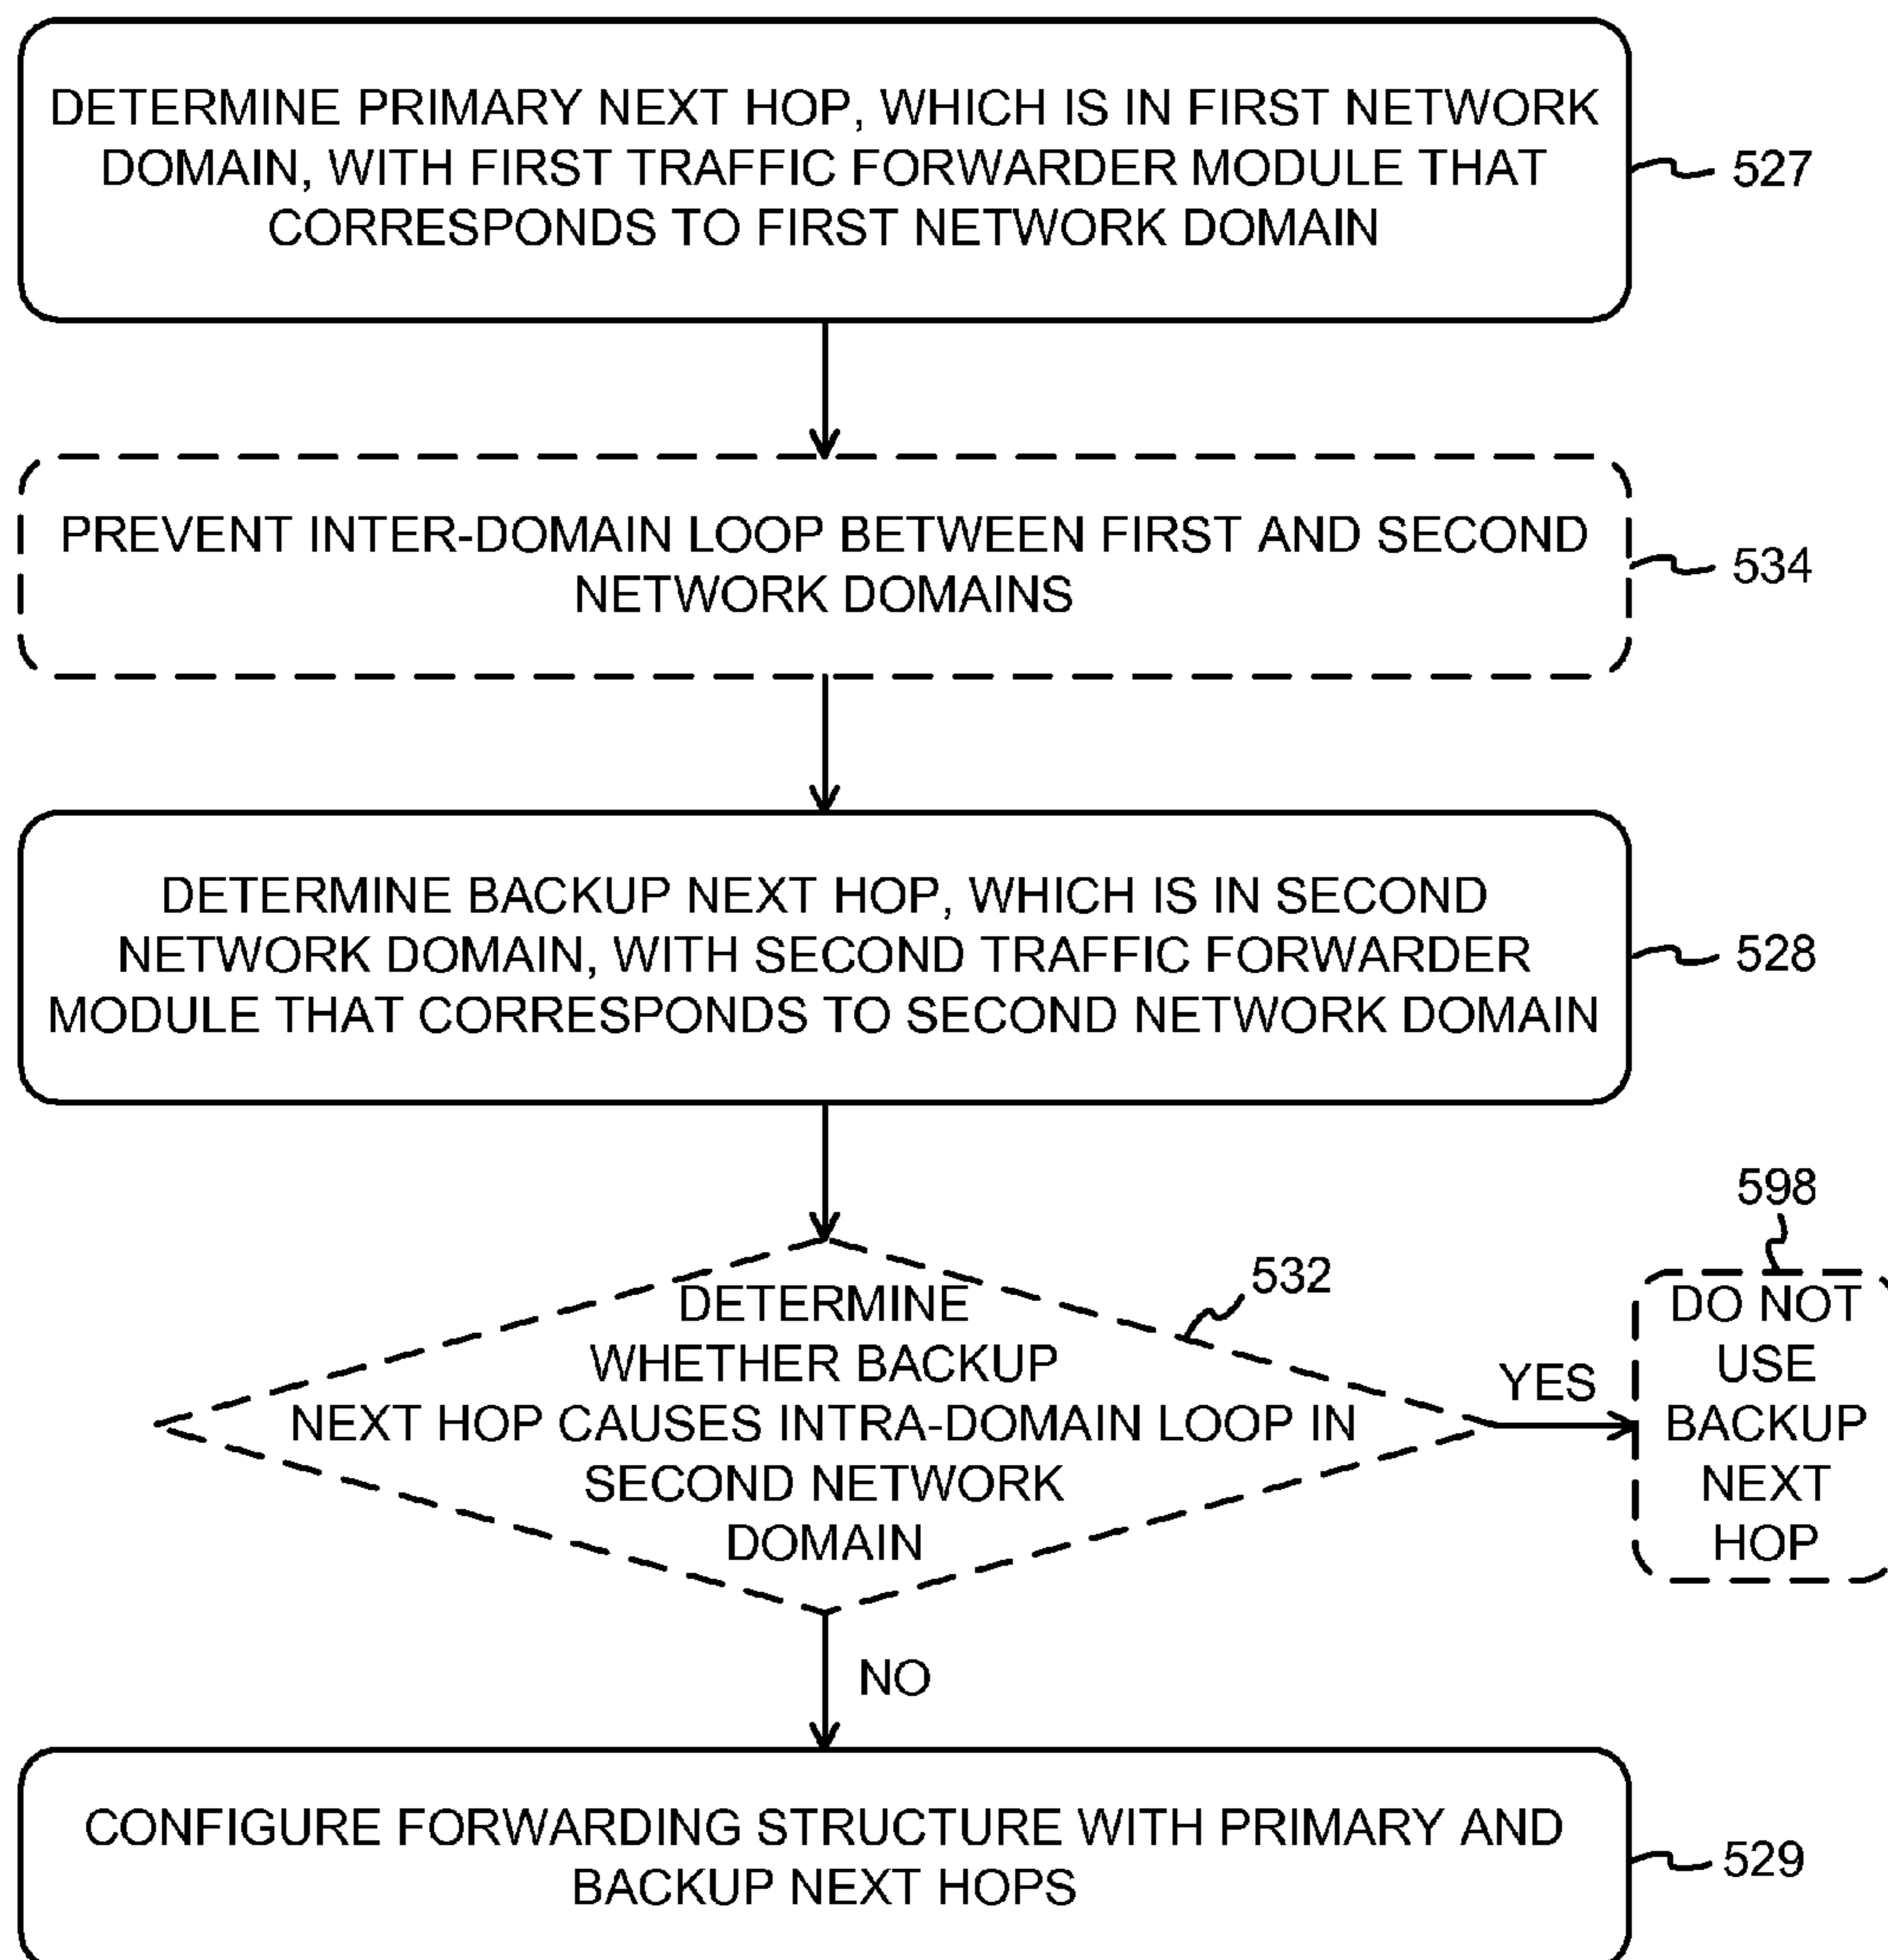 DETERMINE PRIMARY NEXT HOP, WHICH IS IN FIRST NETWORK
DOMAIN, WITH FIRST TRAFFIC FORWARDER MODULE THAT
CORRESPONDS TO FIRST NETWORK DOMAIN
527
PREVENT INTER-DOMAIN LOOP BETWEEN FIRST AND SECOND
NETWORK DOMAINS
534
DETERMINE BACKUP NEXT HOP, WHICH IS IN SECOND
NETWORK DOMAIN, WITH SECOND TRAFFIC FORWARDER
MODULE THAT CORRESPONDS TO SECOND NETWORK DOMAIN
528
DETERMINE
WHETHER BACKUP
NEXT HOP CAUSES INTRA-DOMAIN LOOP IN
SECOND NETWORK
DOMAIN
532
YES
598
DO NOT
USE
BACKUP
NEXT
HOP
NO
CONFIGURE FORWARDING STRUCTURE WITH PRIMARY AND
BACKUP NEXT HOPS
529